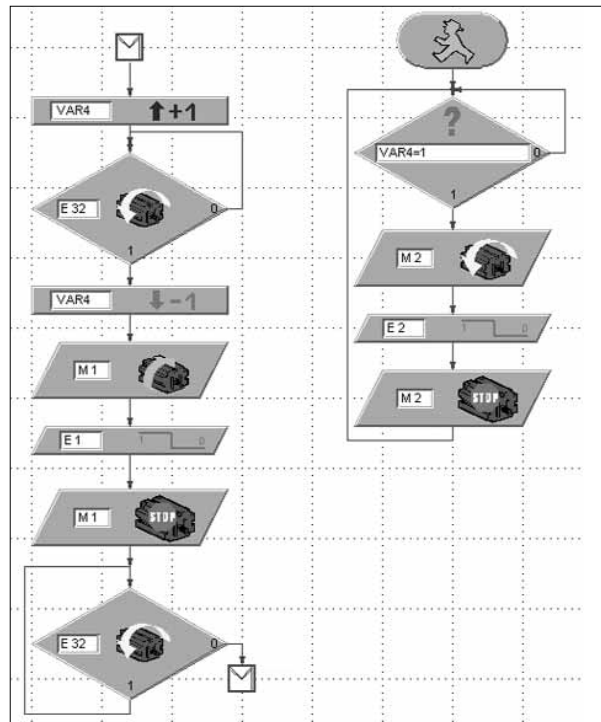 VAR4 +1
E 32 0
1
VAR4 -1
M 1
E 1 1 0
M 1 STOP
E 32 0
1
?
VAR4=1 0
1
M 2
E 2 1 0
M 2 STOP